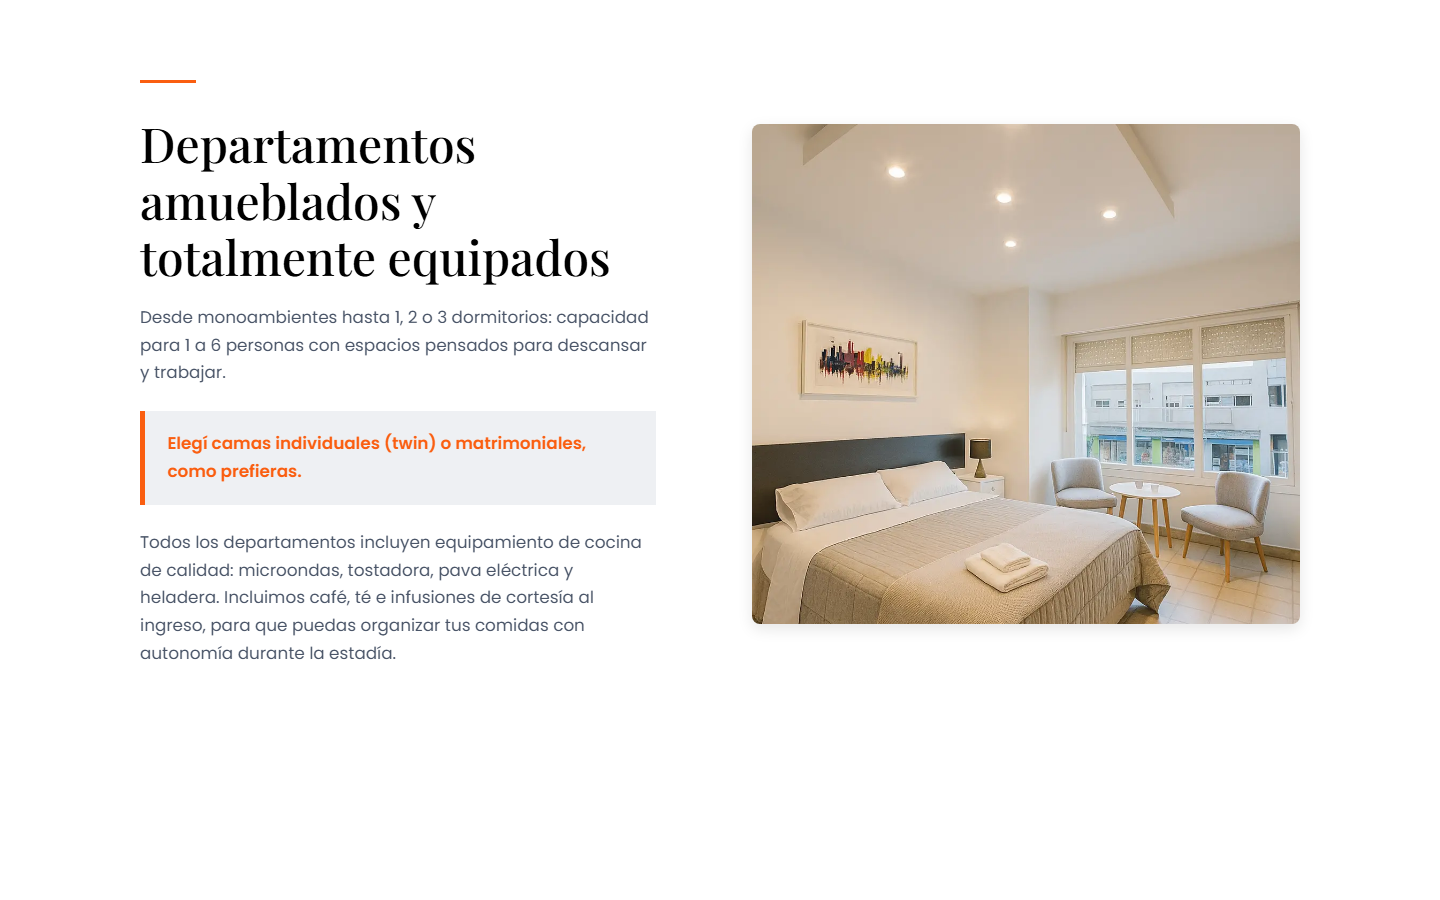 Departamentos
amueblados y
totalmente equipados
Desde monoambientes hasta 1, 2 o 3 dormitorios: capacidad
para 1 a 6 personas con espacios pensados para descansar
y trabajar.
Elegí camas individuales (twin) o matrimoniales,
como prefieras.
Todos los departamentos incluyen equipamiento de cocina
de calidad: microondas, tostadora, pava eléctrica y
heladera. Incluimos café, té e infusiones de cortesía al
ingreso, para que puedas organizar tus comidas con
autonomía durante la estadía.